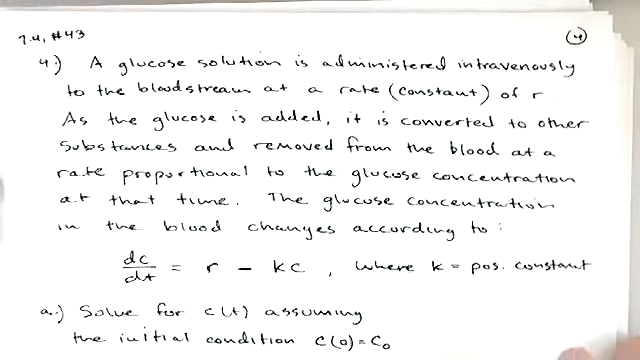 7.4, #43
(4)
4.) A glucose solution is administered intravenously
to the bloodstream at a rate (constant) of r
As the glucose is added, it is converted to other
substances and removed from the blood at a
rate proportional to the glucose concentration
at that time. The glucose concentration
in the blood changes according to:
dc/dt = r - kc, where k = pos. constant
a.) Solve for c(t) assuming
the initial condition c(0)=c₀